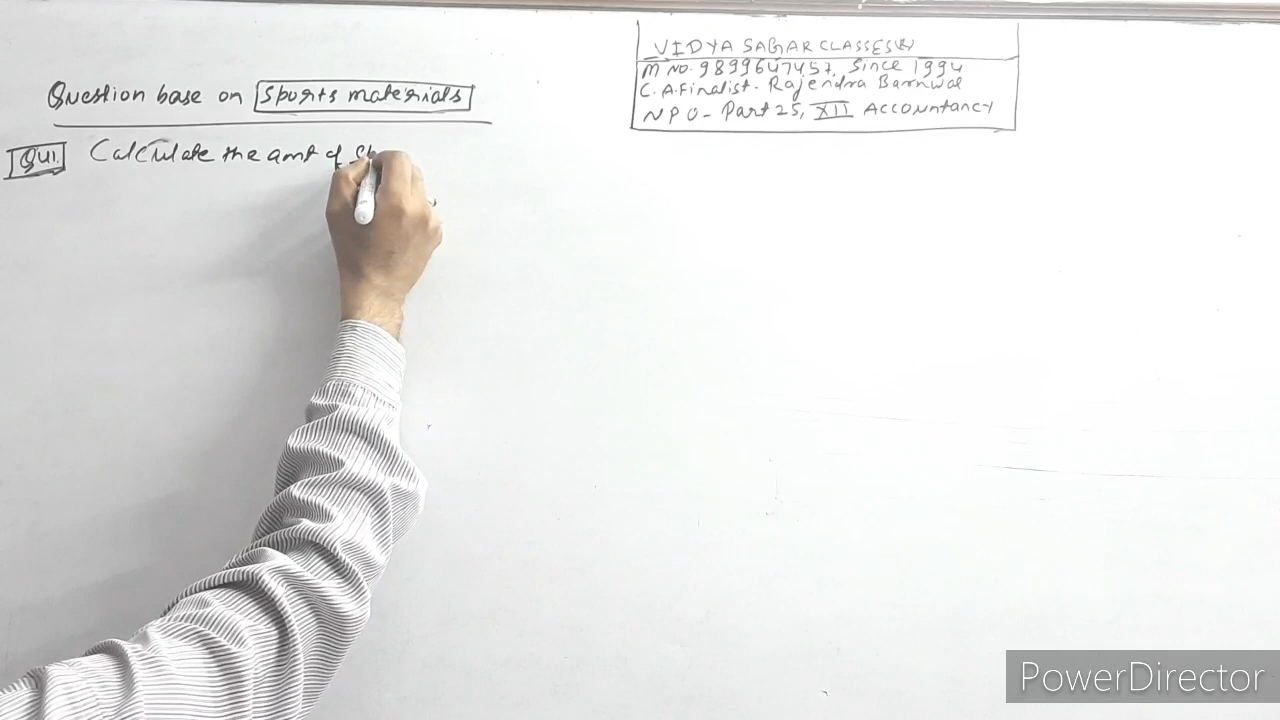 VIDYA SAGAR CLASSES
M NO. 9899647457, Since 1994
C.A.Finalist - Rajendra Barnwal
NPO - Part 25, XII ACCOUNTANCY
Question base on Sports materials
Calculate the amt of
PowerDirector